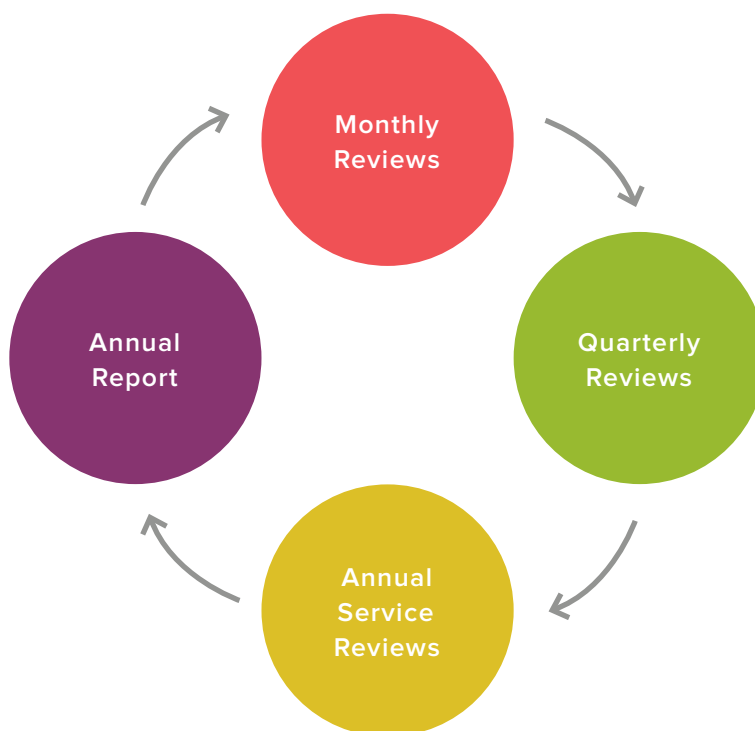 Monthly
Reviews
Quarterly
Reviews
Annual
Service
Reviews
Annual
Report